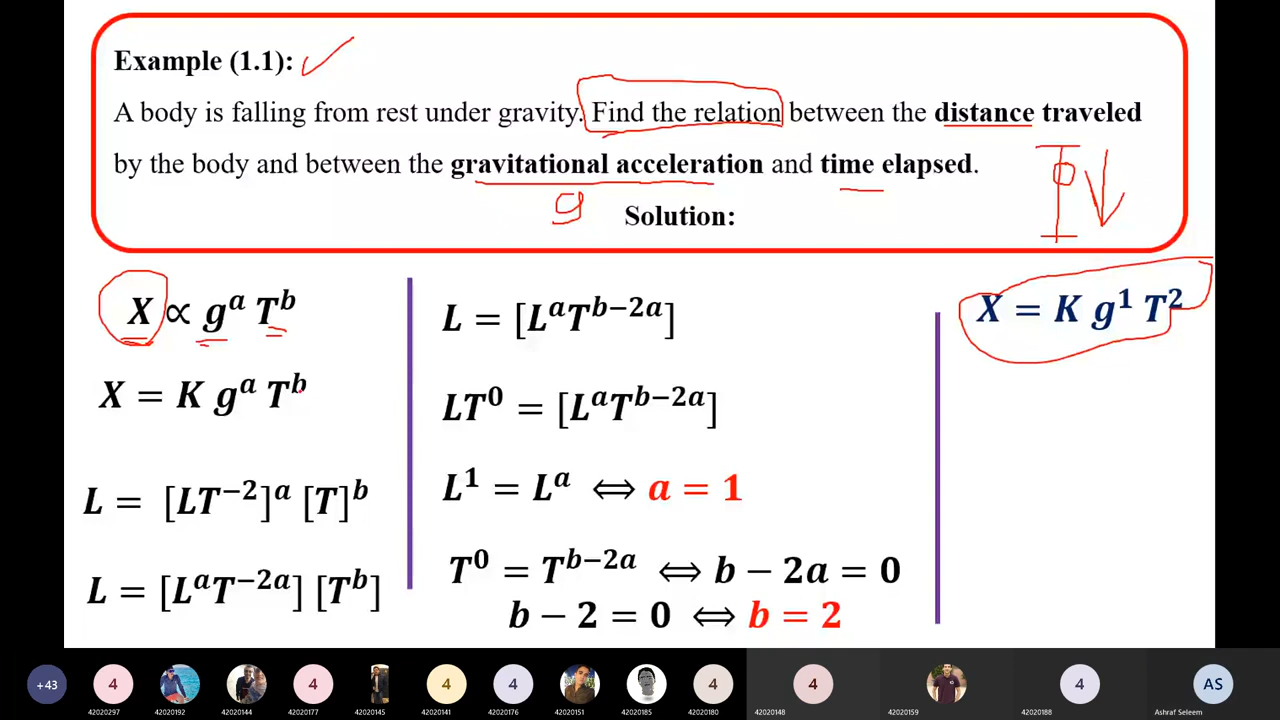 Example (1.1):
A body is falling from rest under gravity. Find the relation between the distance traveled
by the body and between the gravitational acceleration and time elapsed.
g
Solution:
X ∝ g^a T^b
X = K g^a T^b
L = [LT^−2]^a [T]^b
L = [L^a T^−2a] [T^b]
L = [L^a T^b−2a]
LT^0 = [L^a T^b−2a]
L^1 = L^a ⟺ a = 1
T^0 = T^b−2a ⟺ b − 2a = 0
b − 2 = 0 ⟺ b = 2
X = K g^1 T^2
+43
4
4
4
4
4
4
4
4
AS
42020297
42020192
42020144
42020177
42020145
42020141
42020176
42020151
42020185
42020180
42020148
42020159
42020188
Ashraf Seleem